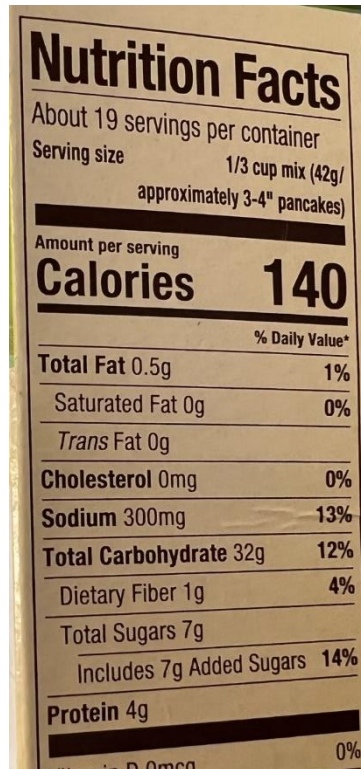 Nutrition Facts
About 19 servings per container
Serving size 1/3 cup mix (42g/
approximately 3-4" pancakes)
Amount per serving
Calories 140
% Daily Value*
Total Fat 0.5g 1%
Saturated Fat 0g 0%
Trans Fat 0g
Cholesterol 0mg 0%
Sodium 300mg 13%
Total Carbohydrate 32g 12%
Dietary Fiber 1g 4%
Total Sugars 7g
Includes 7g Added Sugars 14%
Protein 4g
D 0mcg 0%